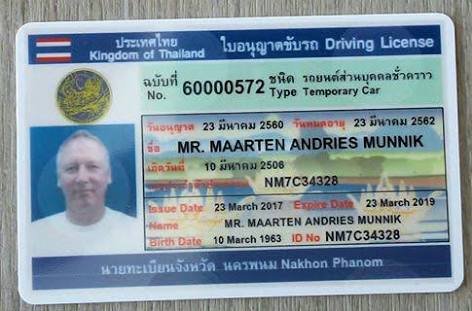 ประเทศไทย
Kingdom of Thailand
ใบอนุญาตขับรถ Driving License
ฉบับที่ 60000572 ชนิด รถยนต์ส่วนบุคคลชั่วคราว
No. Type Temporary Car
วันอนุญาต 23 มีนาคม 2560 วันหมดอายุ 23 มีนาคม 2562
ชื่อ MR. MAARTEN ANDRIES MUNNIK
เกิดวันที่ 10 มีนาคม 2506
NM7C34328
Issue Date 23 March 2017 Expire Date 23 March 2019
Name MR. MAARTEN ANDRIES MUNNIK
Birth Date 10 March 1963 ID No NM7C34328
นายทะเบียนจังหวัด นครพนม Nakhon Phanom